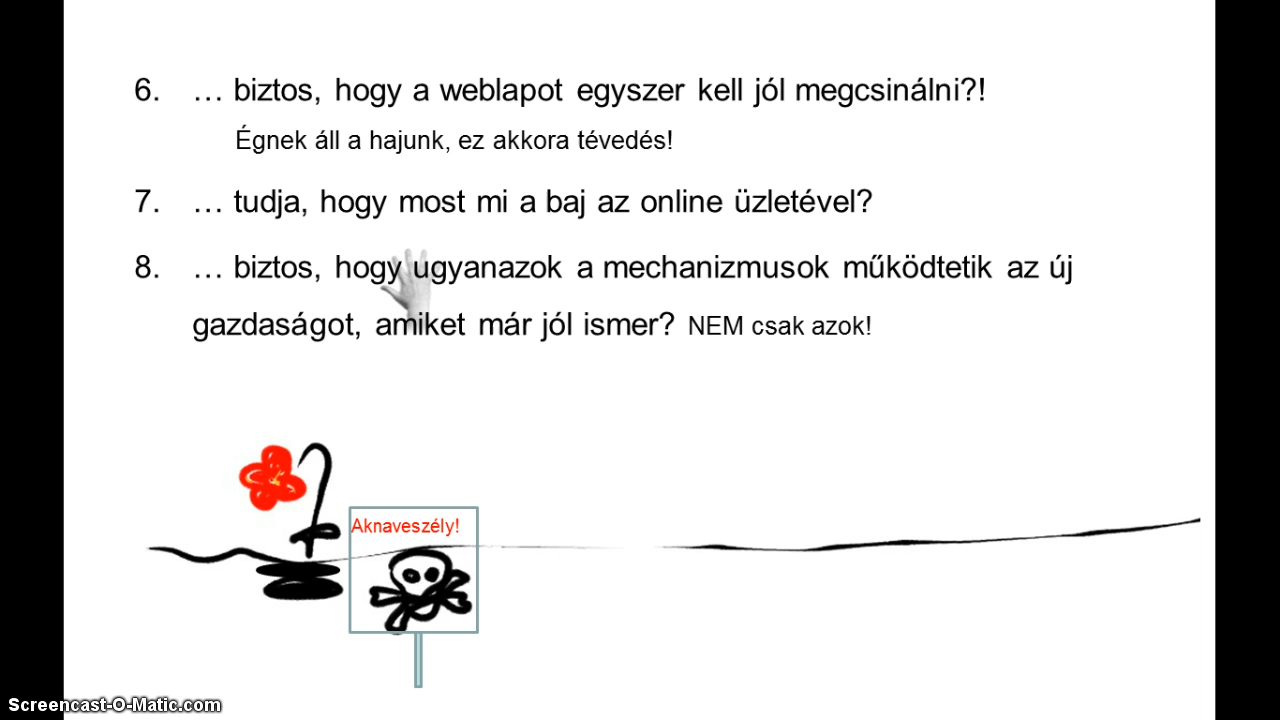 6. … biztos, hogy a weblapot egyszer kell jól megcsinálni?!
Égnek áll a hajunk, ez akkora tévedés!
7. … tudja, hogy most mi a baj az online üzletével?
8. … biztos, hogy ugyanazok a mechanizmusok működtetik az új
gazdaságot, amiket már jól ismer? NEM csak azok!
Aknaveszély!
Screencast-O-Matic.com